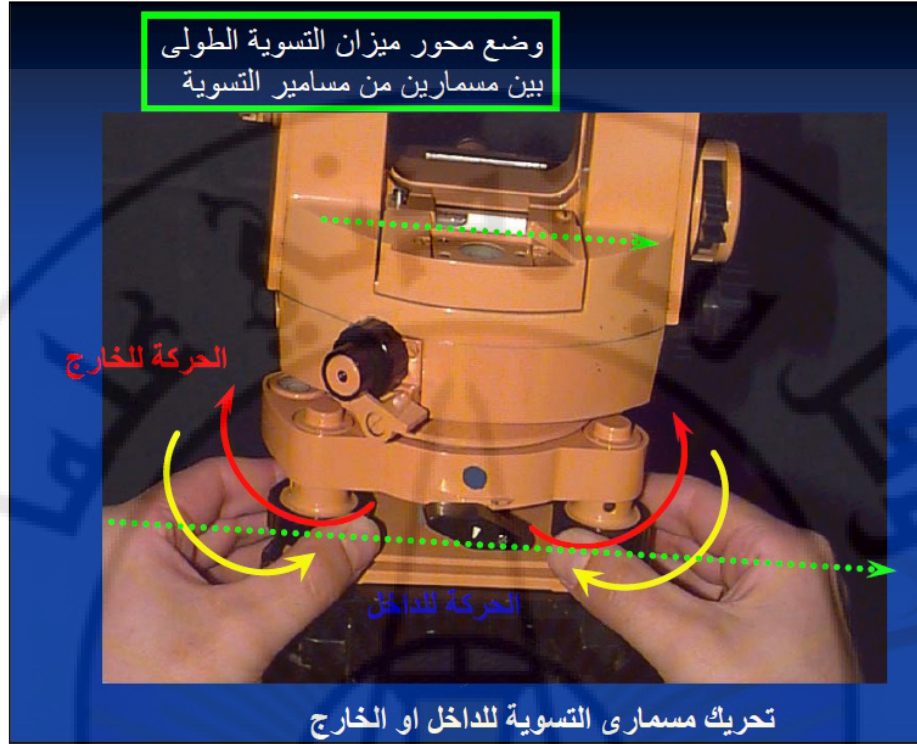 وضع محور ميزان التسوية الطولى
بين مسمارين من مسامير التسوية
الحركة للخارج
الحركة للداخل
تحريك مسمارى التسوية للداخل او الخارج